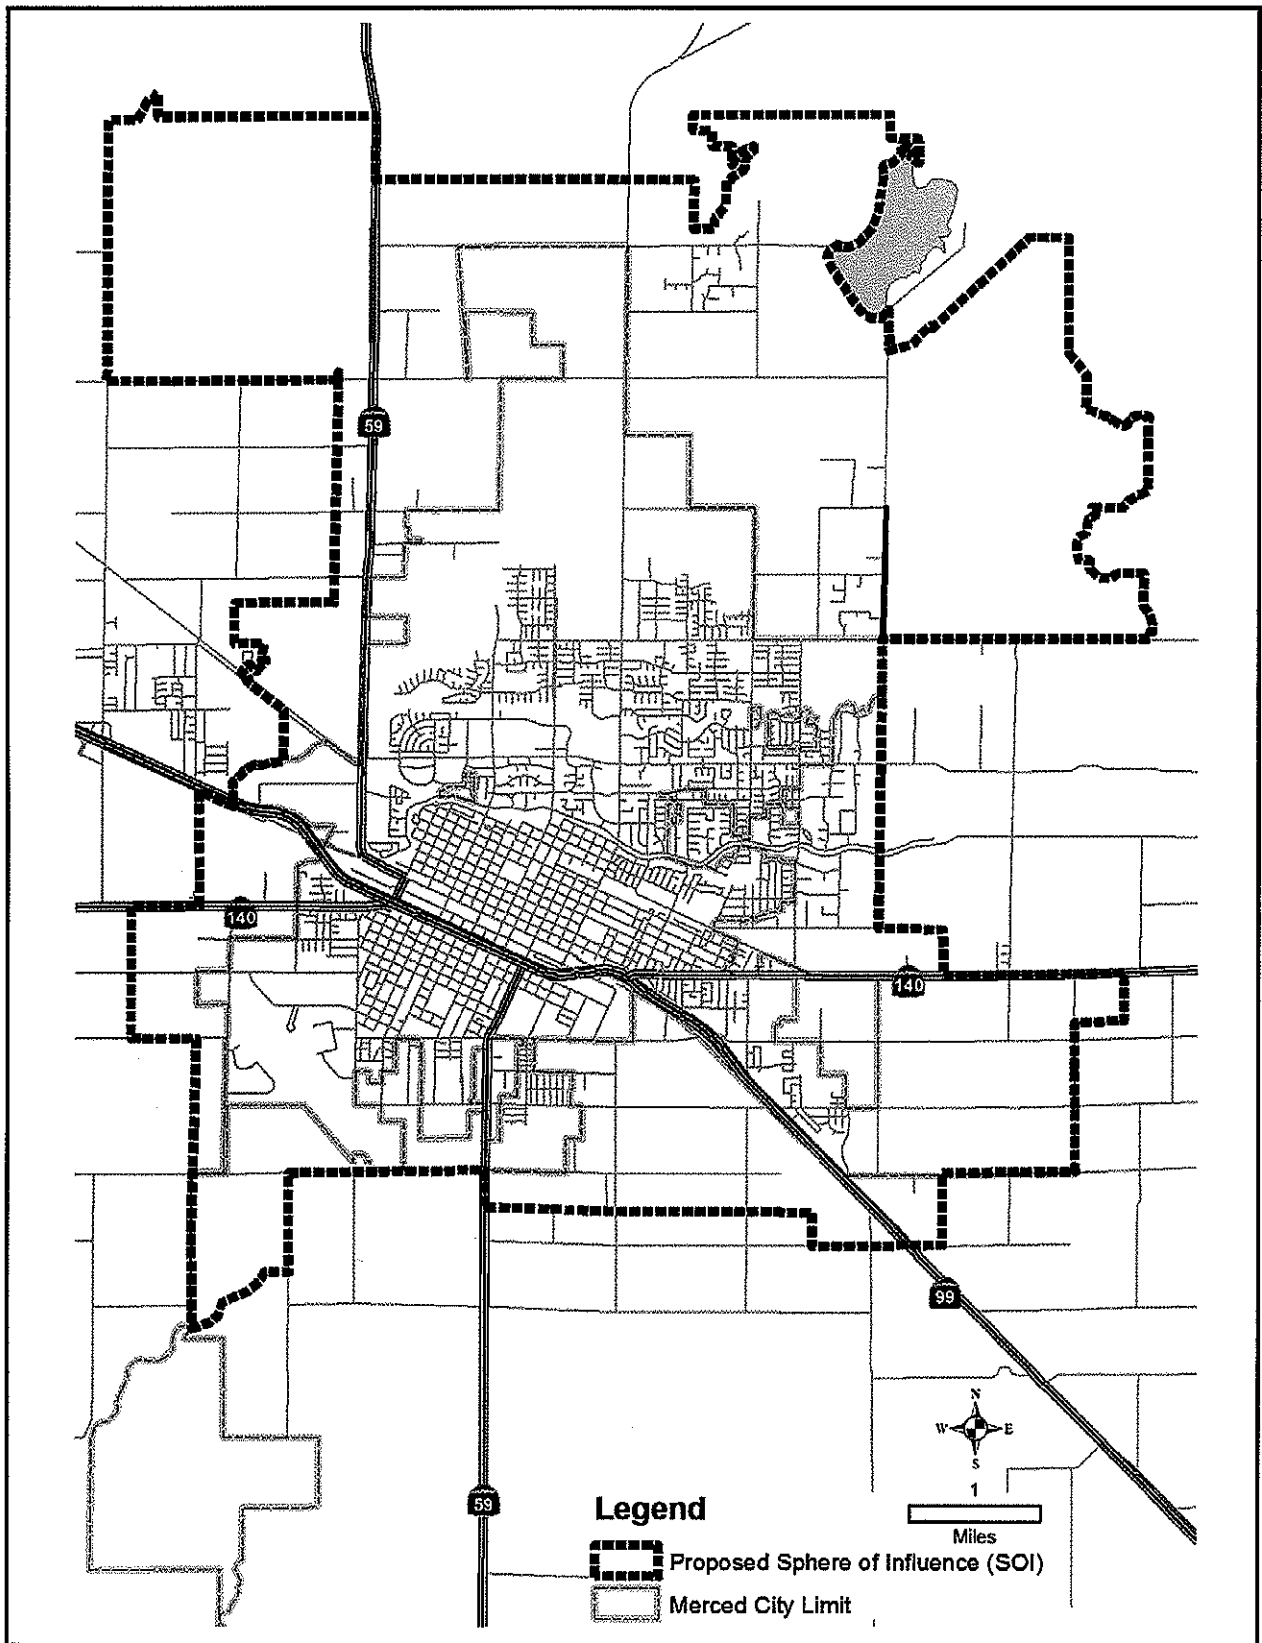 59
140
140
99
N
W E
S
1
Miles
59
Legend
Proposed Sphere of Influence (SOI)
Merced City Limit